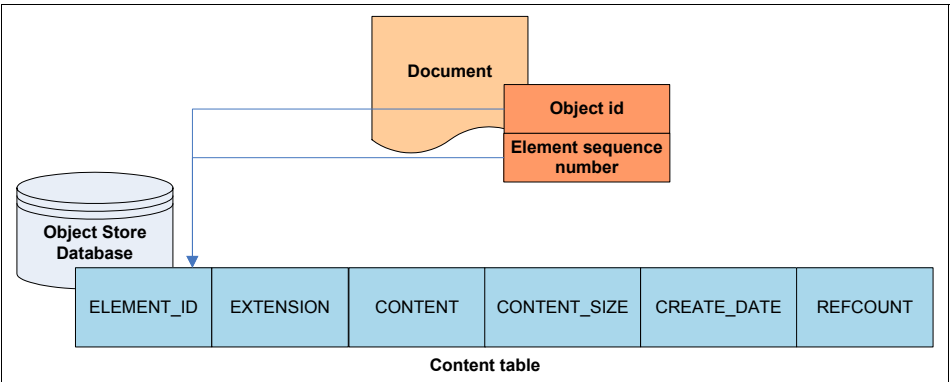 Document
Object id
Element sequence
number
Object Store
Database
ELEMENT_ID
EXTENSION
CONTENT
CONTENT_SIZE
CREATE_DATE
REFCOUNT
Content table